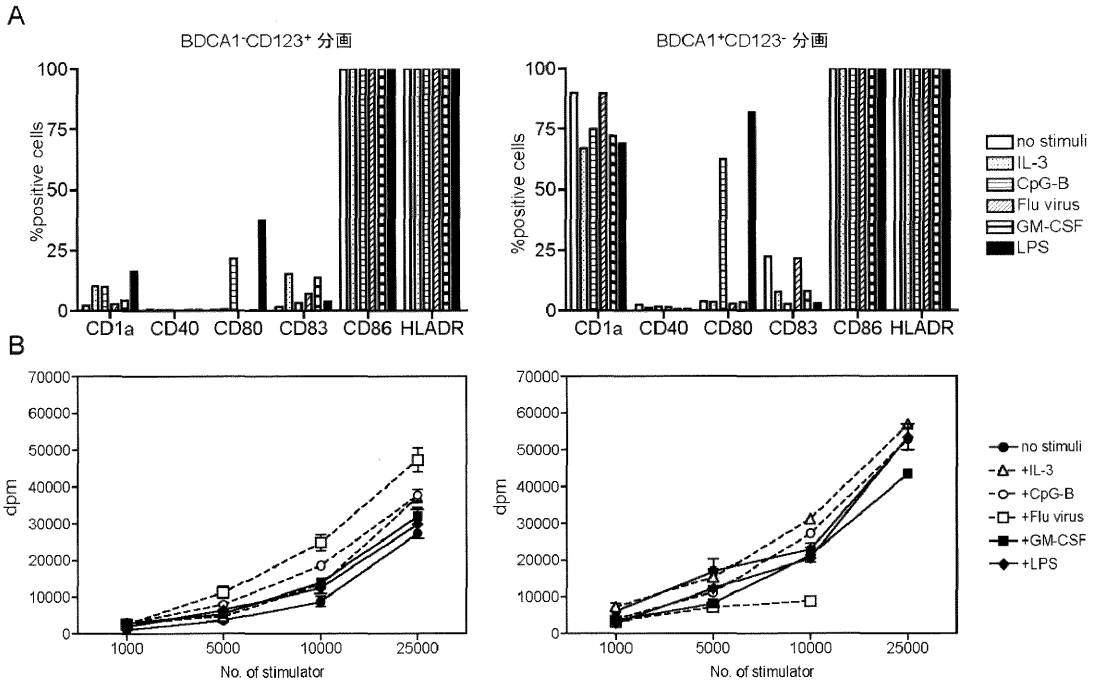 A
BDCA1-CD123+ 分画
BDCA1+CD123- 分画
%positive cells
100
75
50
25
0
CD1a CD40 CD80 CD83 CD86 HLADR
%positive cells
100
75
50
25
0
CD1a CD40 CD80 CD83 CD86 HLADR
no stimuli
IL-3
CpG-B
Flu virus
GM-CSF
LPS
B
dpm
70000
60000
50000
40000
30000
20000
10000
0
1000 5000 10000 25000
No. of stimulator
dpm
70000
60000
50000
40000
30000
20000
10000
0
1000 5000 10000 25000
No. of stimulator
no stimuli
+IL-3
+CpG-B
+Flu virus
+GM-CSF
+LPS